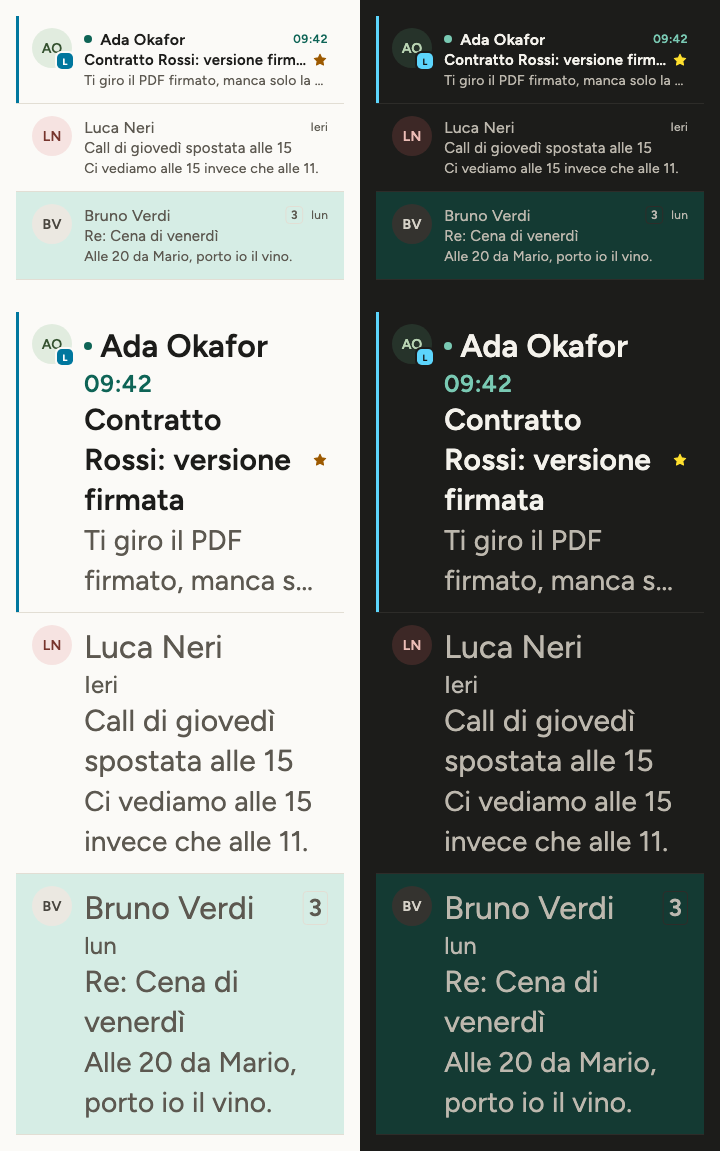 AO L Ada Okafor 09:42
Contratto Rossi: versione firm...
Ti giro il PDF firmato, manca solo la ...
LN Luca Neri Ieri
Call di giovedì spostata alle 15
Ci vediamo alle 15 invece che alle 11.
BV Bruno Verdi 3 lun
Re: Cena di venerdì
Alle 20 da Mario, porto io il vino.
AO L Ada Okafor
09:42
Contratto
Rossi: versione
firmata
Ti giro il PDF
firmato, manca s...
LN Luca Neri
Ieri
Call di giovedì
spostata alle 15
Ci vediamo alle 15
invece che alle 11.
BV Bruno Verdi 3
lun
Re: Cena di
venerdì
Alle 20 da Mario,
porto io il vino.
AO L Ada Okafor 09:42
Contratto Rossi: versione firm...
Ti giro il PDF firmato, manca solo la ...
LN Luca Neri Ieri
Call di giovedì spostata alle 15
Ci vediamo alle 15 invece che alle 11.
BV Bruno Verdi 3 lun
Re: Cena di venerdì
Alle 20 da Mario, porto io il vino.
AO L Ada Okafor
09:42
Contratto
Rossi: versione
firmata
Ti giro il PDF
firmato, manca s...
LN Luca Neri
Ieri
Call di giovedì
spostata alle 15
Ci vediamo alle 15
invece che alle 11.
BV Bruno Verdi 3
lun
Re: Cena di
venerdì
Alle 20 da Mario,
porto io il vino.